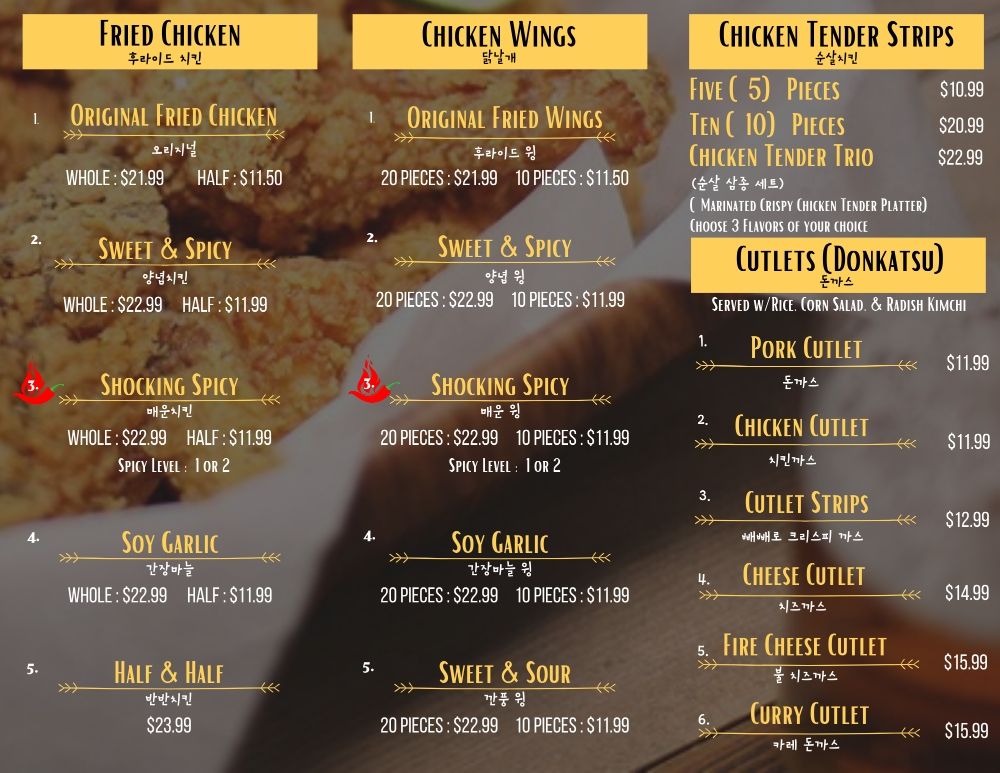 Fried Chicken
후라이드 치킨
1. Original Fried Chicken
오리지널
WHOLE : $21.99 HALF : $11.50
2. Sweet & Spicy
양념치킨
WHOLE : $22.99 HALF : $11.99
3. Shocking Spicy
매운치킨
WHOLE : $22.99 HALF : $11.99
Spicy Level : 1 or 2
4. Soy Garlic
간장마늘
WHOLE : $22.99 HALF : $11.99
5. Half & Half
반반치킨
$23.99
Chicken Wings
닭날개
1. Original Fried Wings
후라이드 윙
20 PIECES : $21.99 10 PIECES : $11.50
2. Sweet & Spicy
양념 윙
20 PIECES : $22.99 10 PIECES : $11.99
3. Shocking Spicy
매운 윙
20 PIECES : $22.99 10 PIECES : $11.99
Spicy Level : 1 or 2
4. Soy Garlic
간장마늘 윙
20 PIECES : $22.99 10 PIECES : $11.99
5. Sweet & Sour
깐풍 윙
20 PIECES : $22.99 10 PIECES : $11.99
Chicken Tender Strips
순살치킨
Five ( 5) Pieces $10.99
Ten ( 10) Pieces $20.99
Chicken Tender Trio $22.99
(순살 삼종 세트)
( Marinated Crispy Chicken Tender Platter)
Choose 3 Flavors of your choice
Cutlets (Donkatsu)
돈까스
Served w/Rice, Corn Salad, & Radish Kimchi
1. Pork Cutlet $11.99
돈까스
2. Chicken Cutlet $11.99
치킨까스
3. Cutlet Strips $12.99
빼빼로 크리스피 까스
4. Cheese Cutlet $14.99
치즈까스
5. Fire Cheese Cutlet $15.99
불 치즈까스
6. Curry Cutlet $15.99
카레 돈까스